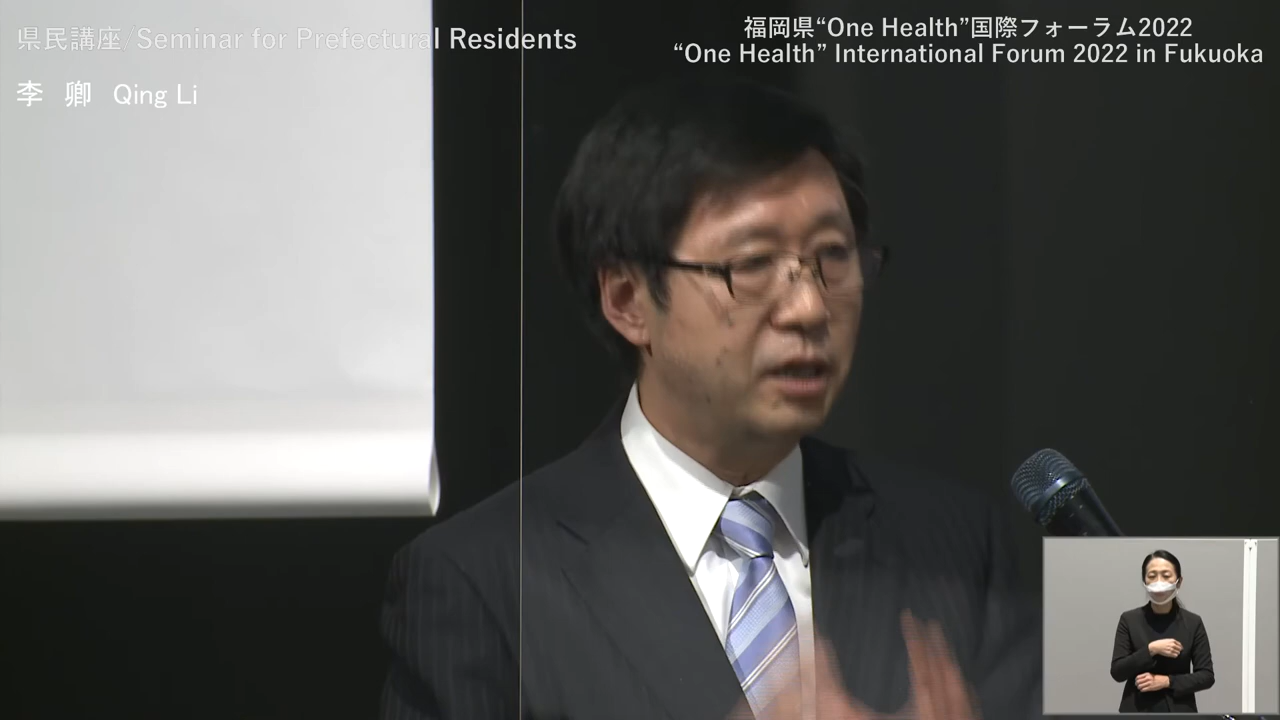 県民講座/Seminar for Prefectural Residents
李 卿 Qing Li
福岡県“One Health”国際フォーラム2022
“One Health” International Forum 2022 in Fukuoka